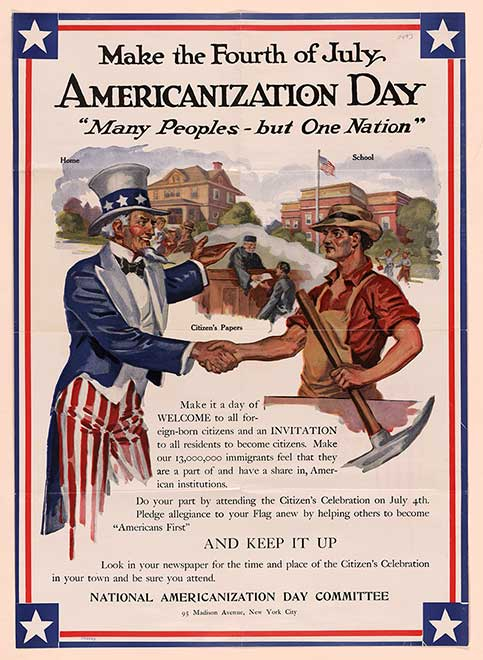 Make the Fourth of July,
AMERICANIZATION DAY
"Many Peoples - but One Nation"
Home
School
Citizen's Papers
Make it a day of
WELCOME to all for-
eign-born citizens and an INVITATION
to all residents to become citizens. Make
our 13,000,000 immigrants feel that they
are a part of and have a share in, Amer-
ican institutions.
Do your part by attending the Citizen's Celebration on July 4th.
Pledge allegiance to your Flag anew by helping others to become
"Americans First"
AND KEEP IT UP
Look in your newspaper for the time and place of the Citizen's Celebration
in your town and be sure you attend.
NATIONAL AMERICANIZATION DAY COMMITTEE
95 Madison Avenue, New York City